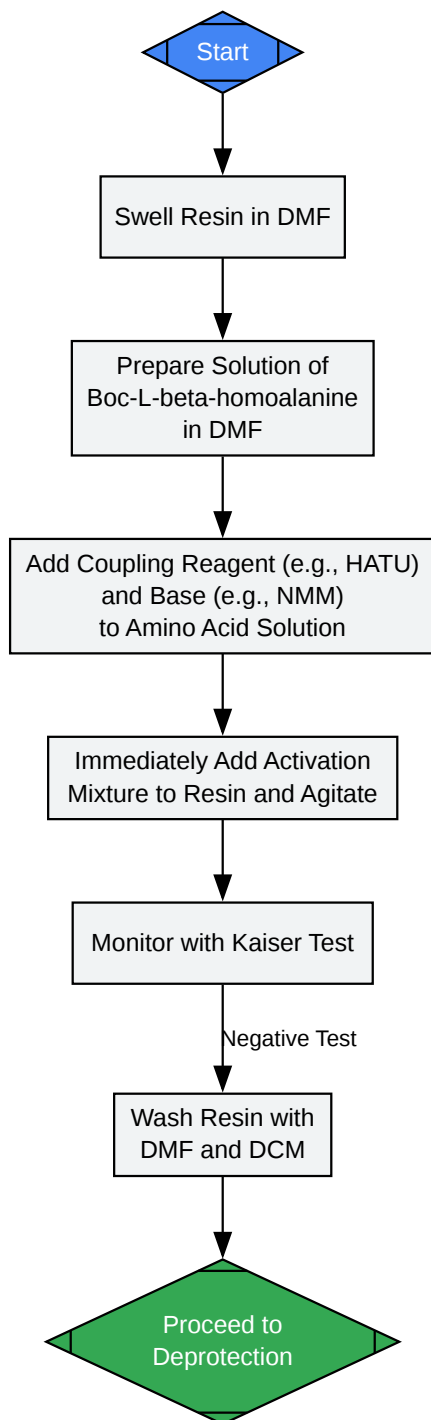 Start
Swell Resin in DMF
Prepare Solution of
Boc-L-beta-homoalanine
in DMF
Add Coupling Reagent (e.g., HATU)
and Base (e.g., NMM)
to Amino Acid Solution
Immediately Add Activation
Mixture to Resin and Agitate
Monitor with Kaiser Test
Negative Test
Wash Resin with
DMF and DCM
Proceed to
Deprotection